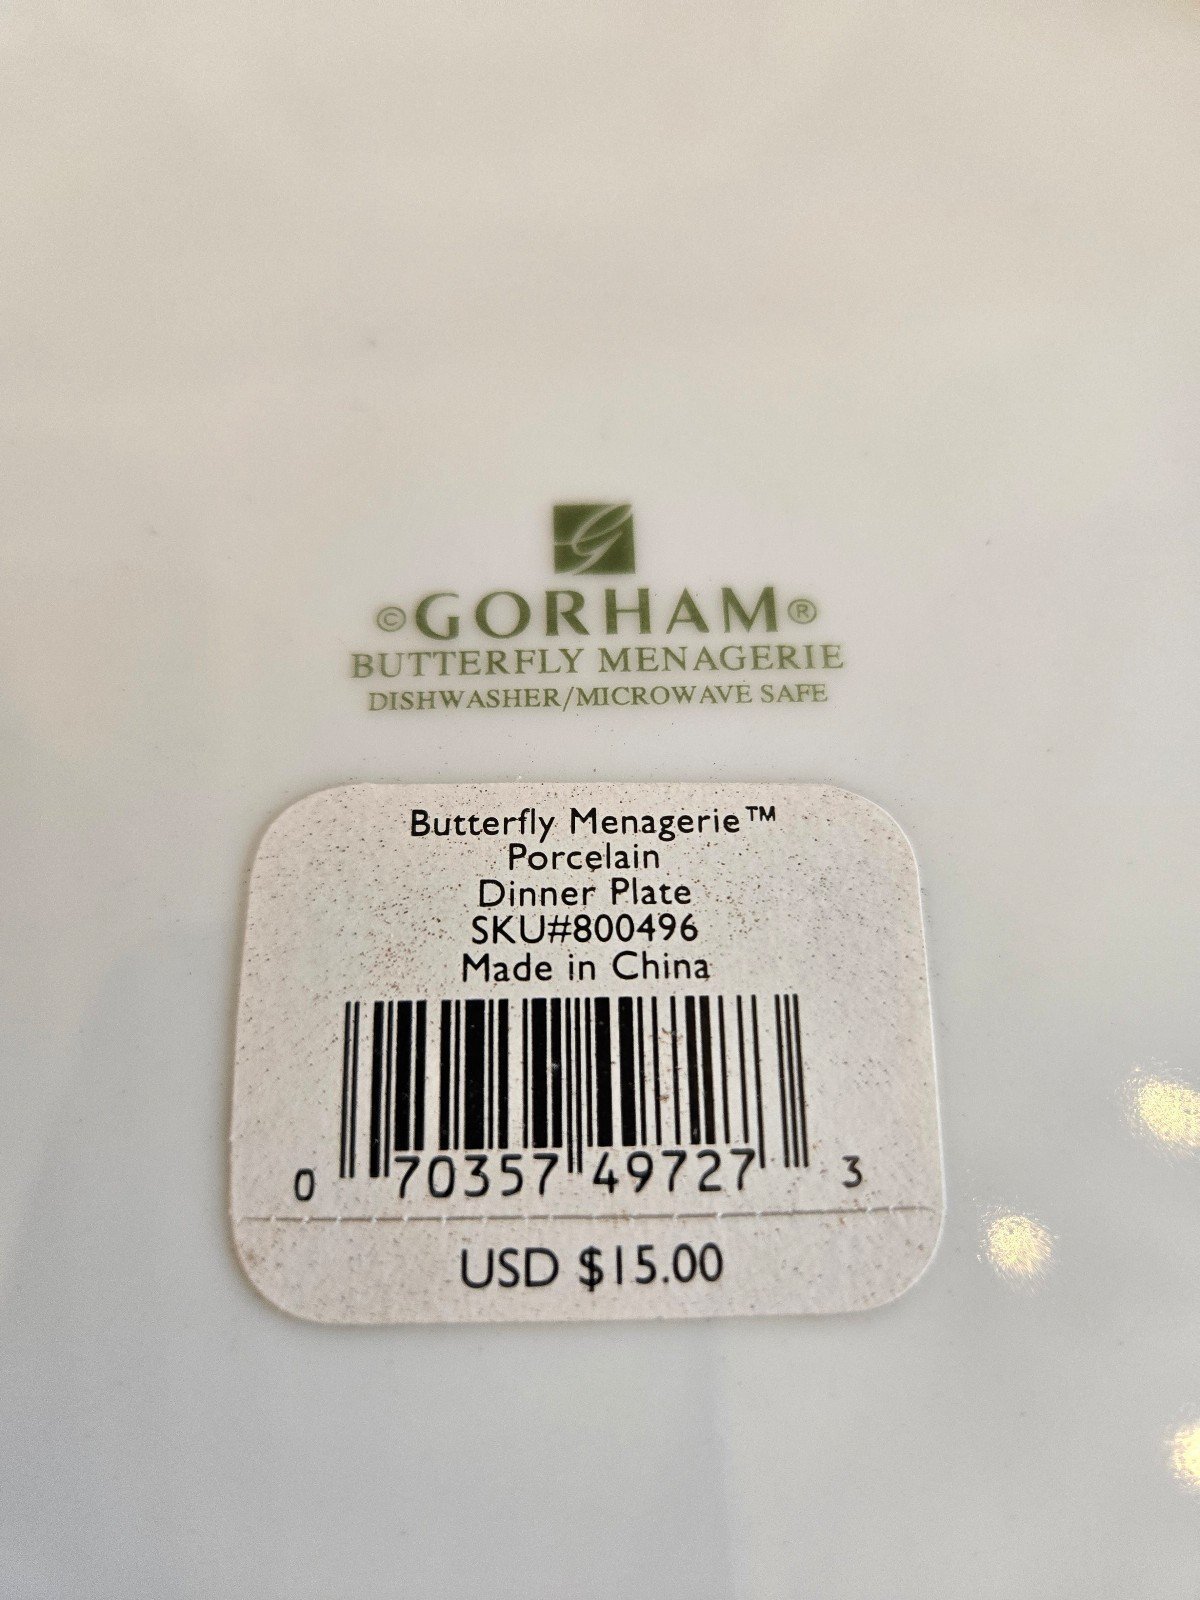 G
©GORHAM®
BUTTERFLY MENAGERIE
DISHWASHER/MICROWAVE SAFE
Butterfly Menagerie™
Porcelain
Dinner Plate
SKU#800496
Made in China
0 70357 49727 3
USD $15.00